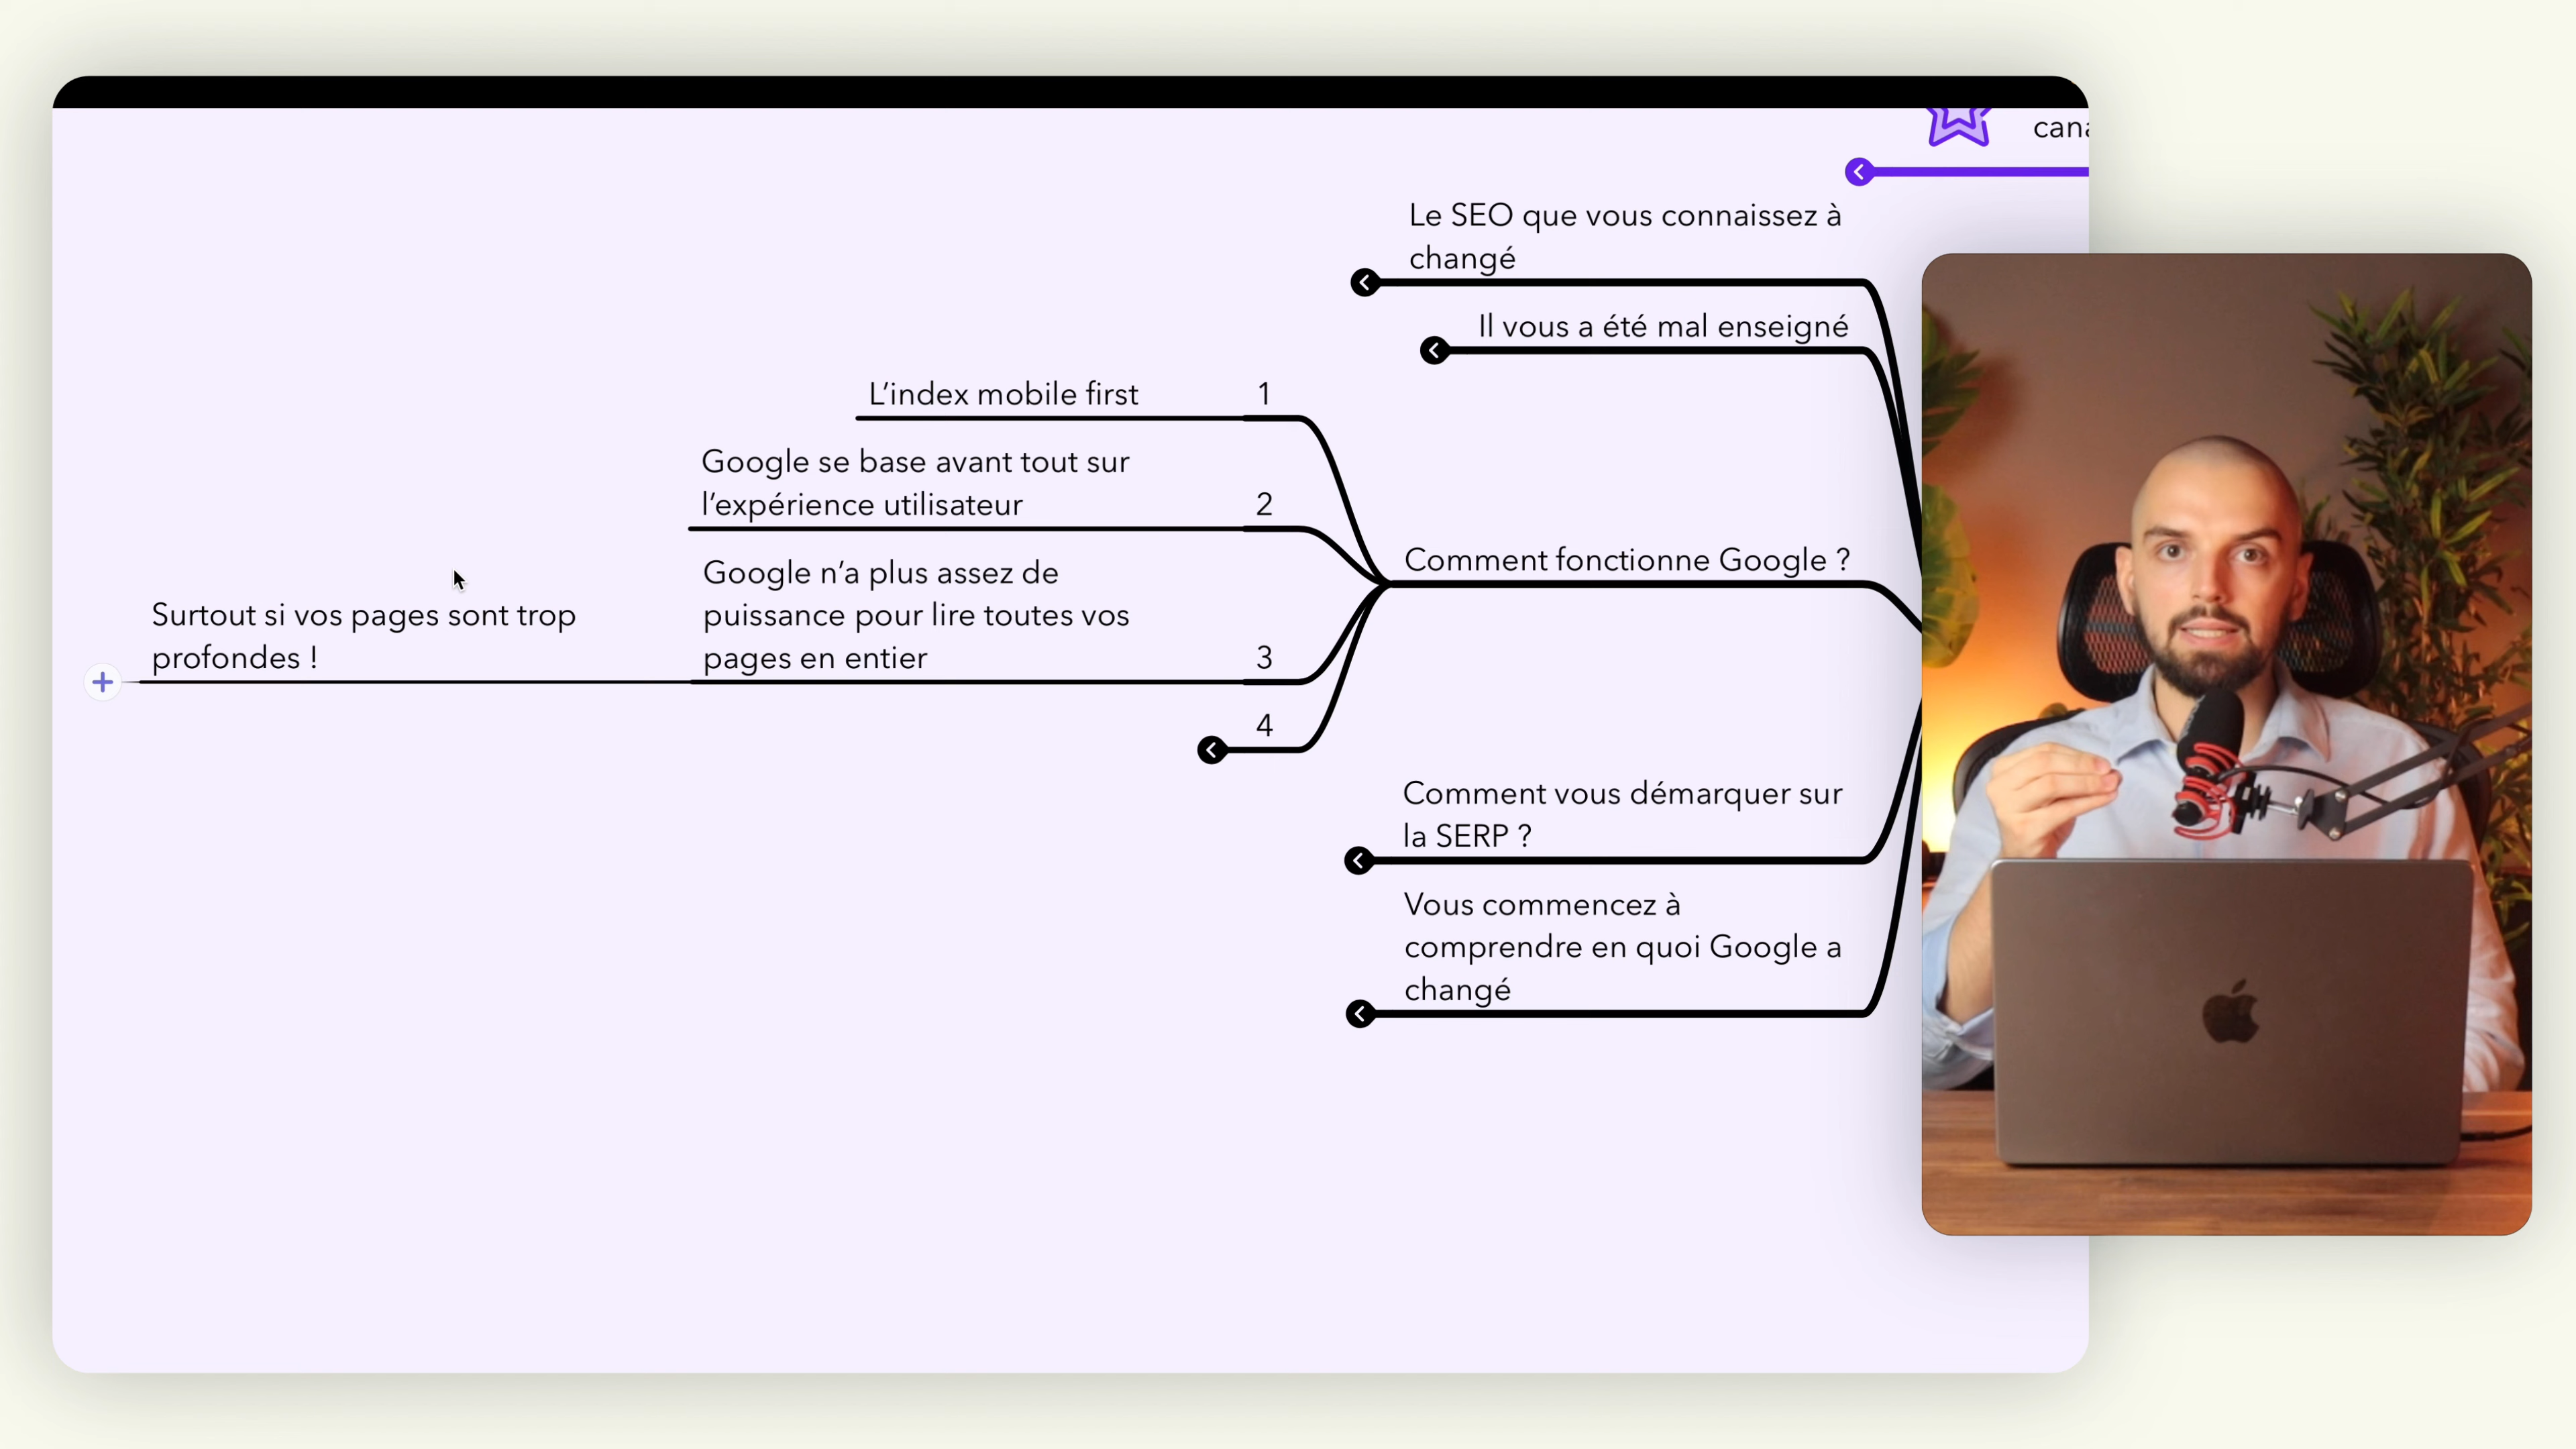 cana
Le SEO que vous connaissez à
changé
Il vous a été mal enseigné
L’index mobile first
1
Google se base avant tout sur
l’expérience utilisateur
2
Comment fonctionne Google ?
Google n’a plus assez de
puissance pour lire toutes vos
pages en entier
3
Surtout si vos pages sont trop
profondes !
4
Comment vous démarquer sur
la SERP ?
Vous commencez à
comprendre en quoi Google a
changé